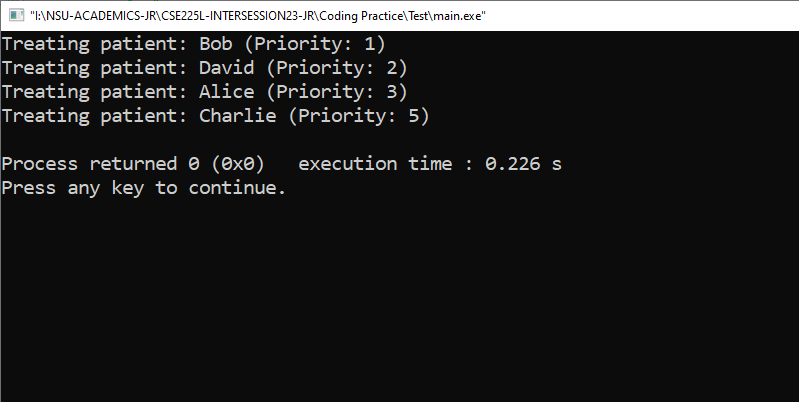 "I:\NSU-ACADEMICS-JR\CSE225L-INTERSESSION23-JR\Coding Practice\Test\main.exe"
Treating patient: Bob (Priority: 1)
Treating patient: David (Priority: 2)
Treating patient: Alice (Priority: 3)
Treating patient: Charlie (Priority: 5)
Process returned 0 (0x0)   execution time : 0.226 s
Press any key to continue.